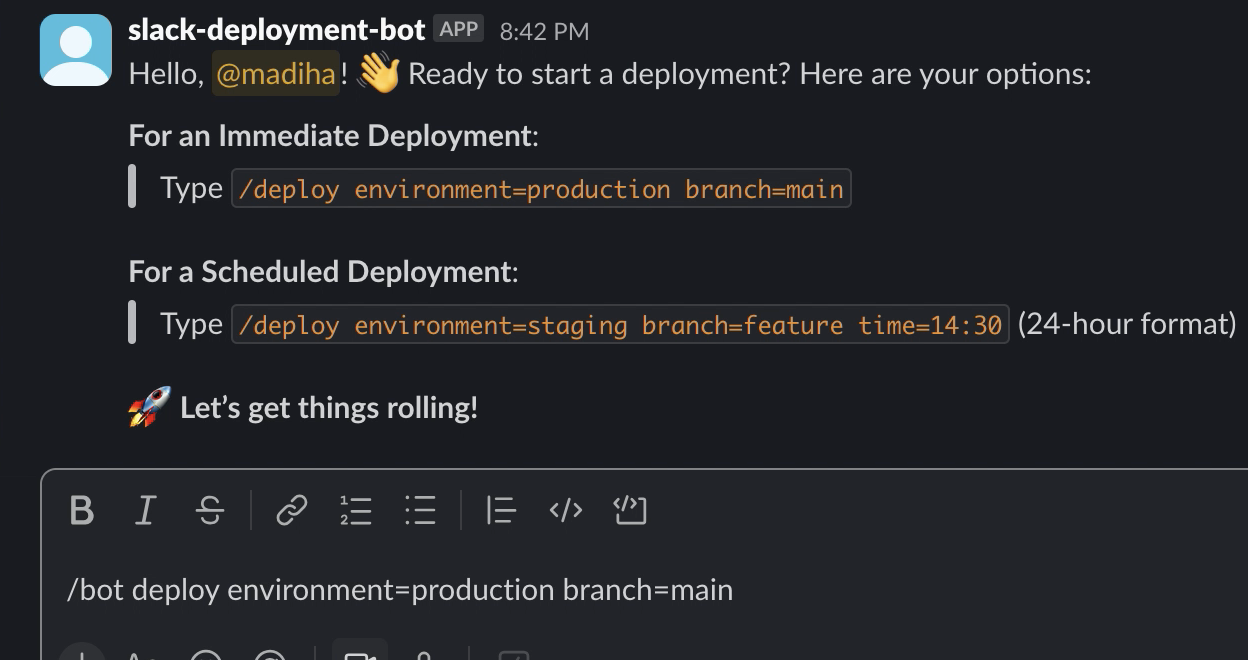 slack-deployment-bot APP 8:42 PM
Hello, @madiha! 👋 Ready to start a deployment? Here are your options:
For an Immediate Deployment:
Type /deploy environment=production branch=main
For a Scheduled Deployment:
Type /deploy environment=staging branch=feature time=14:30 (24-hour format)
🚀 Let’s get things rolling!
/bot deploy environment=production branch=main